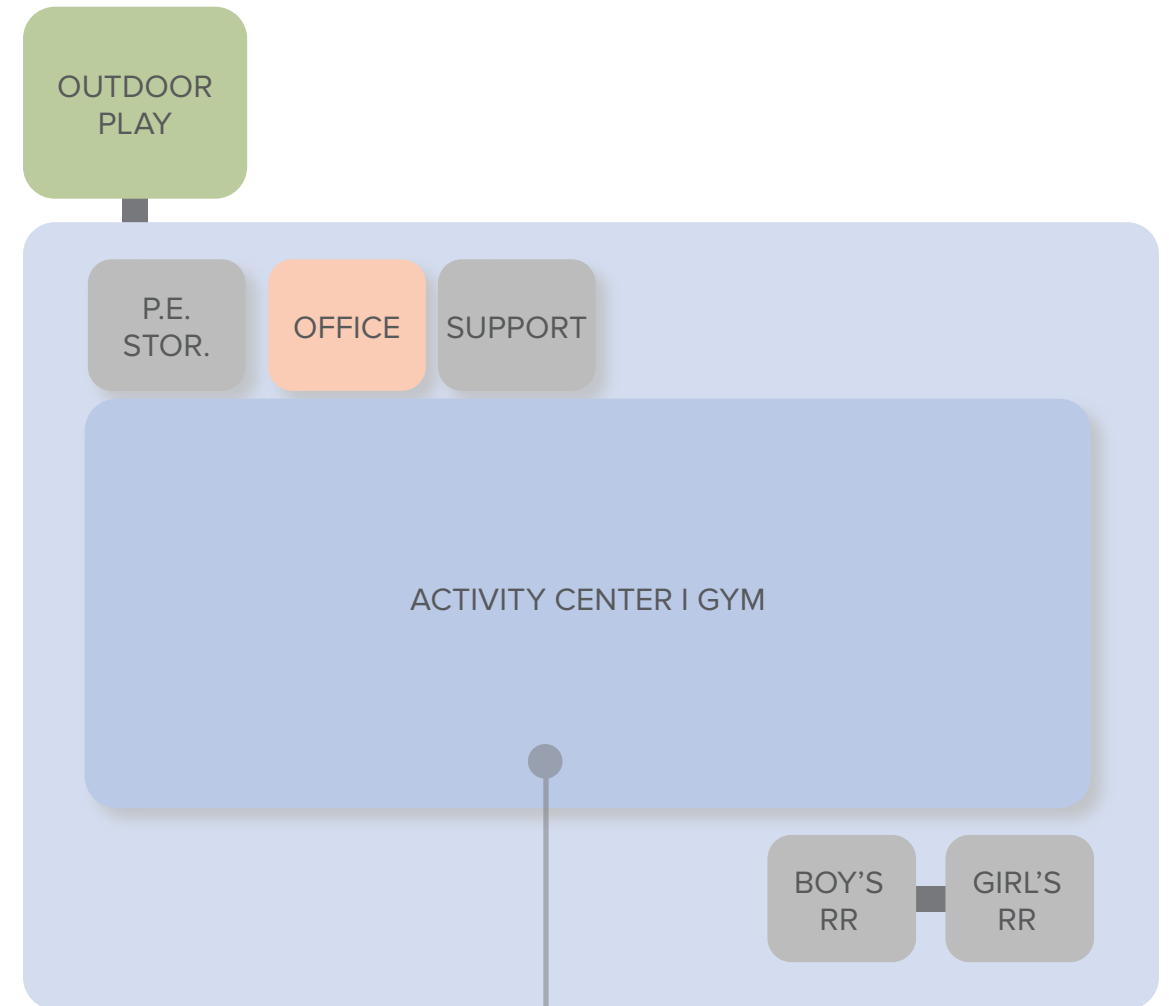 OUTDOOR
PLAY
P.E.
STOR.
OFFICE
SUPPORT
ACTIVITY CENTER I GYM
BOY’S
RR
GIRL’S
RR